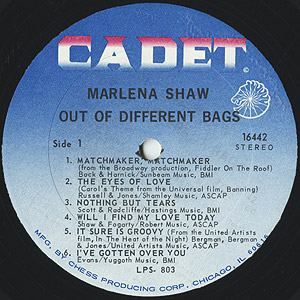 CADET
©
MARLENA SHAW
OUT OF DIFFERENT BAGS
Side 1
16442
STEREO
1. MATCHMAKER, MATCHMAKER
(from the Broadway production, Fiddler On The Roof)
Bock & Harnick/Sunbeam Music, BMI
2. THE EYES OF LOVE
(Carol's Theme from the Universal film, Banning)
Russell & Jones/Shamley Music, ASCAP
3. NOTHING BUT TEARS
Scott & Radcliffe/Hastings Music, BMI
4. WILL I FIND MY LOVE TODAY
Shaw & Fogarty/Robert Music, ASCAP
5. IT SURE IS GROOVY (From the United Artists
film, In the Heat of the Night) Bergman, Bergman
& Jones/United Artists Music, ASCAP
6. I'VE GOTTEN OVER YOU
Evans/Yuggoth Music, BMI
LPS- 803
MFG. BY CHESS PRODUCING CORP., CHICAGO, IL 60616